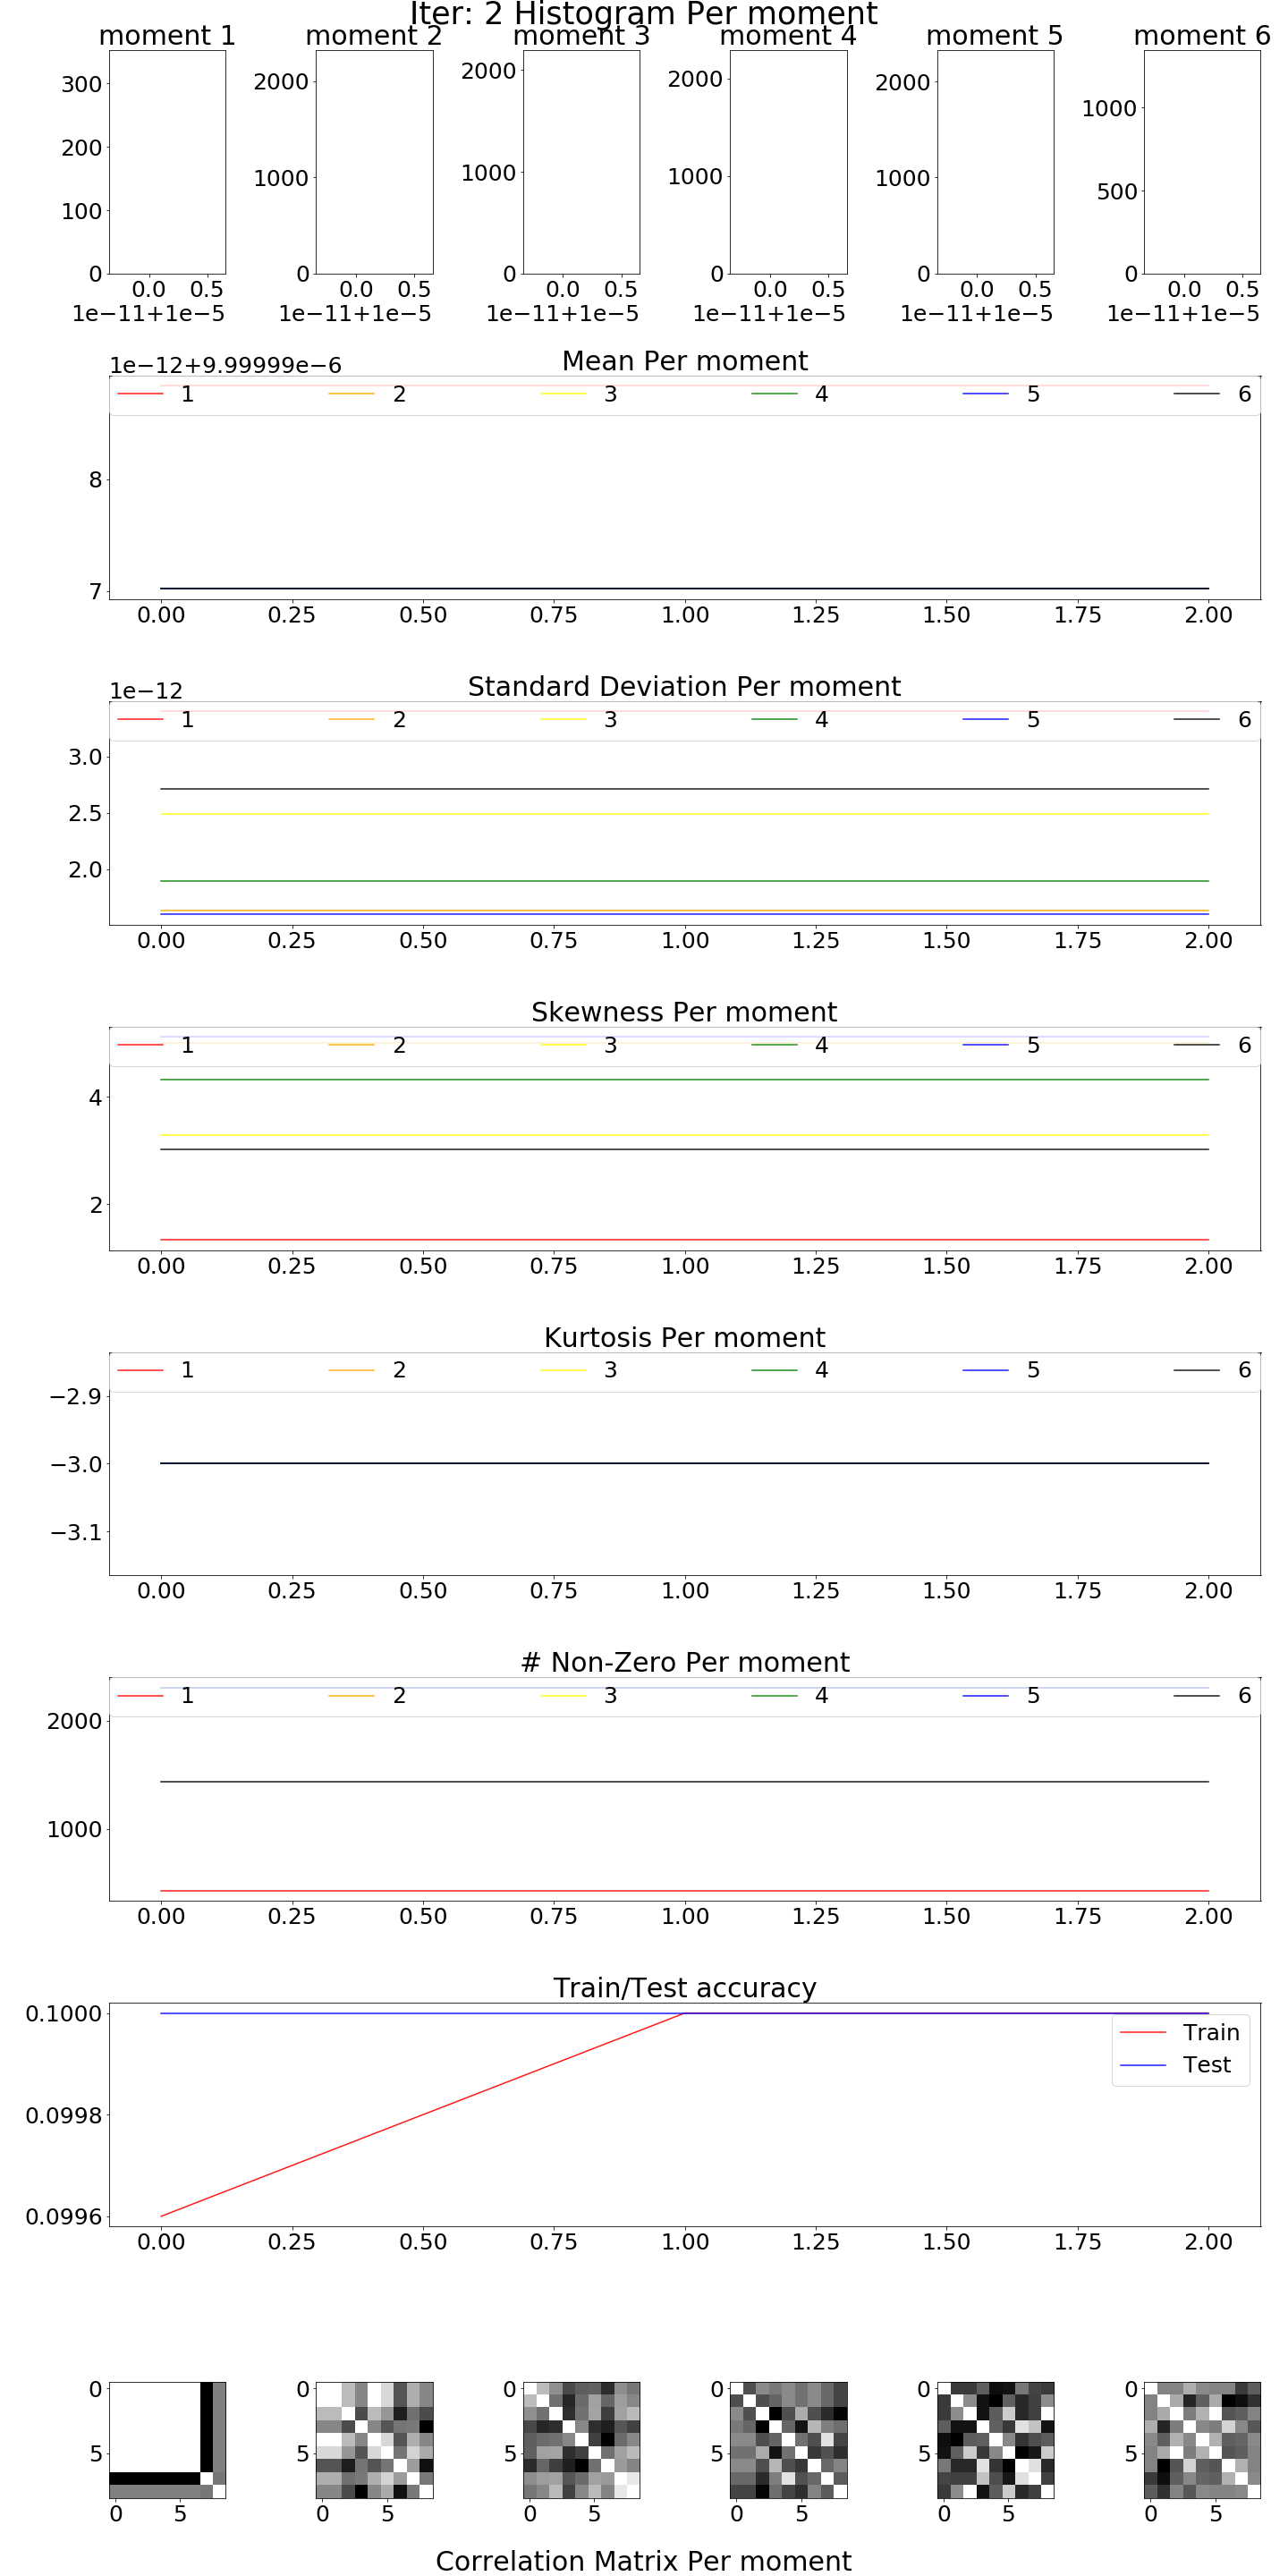 Iter: 2 Histogram Per moment
moment 1 moment 2 moment 3 moment 4 moment 5 moment 6
300 200 100 0
0.0 0.5
1e−11+1e−5
2000 1000 0
0.0 0.5
1e−11+1e−5
2000 1000 0
0.0 0.5
1e−11+1e−5
2000 1000 0
0.0 0.5
1e−11+1e−5
2000 1000 0
0.0 0.5
1e−11+1e−5
1000 500 0
0.0 0.5
1e−11+1e−5
Mean Per moment
1e−12+9.99999e−6
1 2 3 4 5 6
8
7
0.00 0.25 0.50 0.75 1.00 1.25 1.50 1.75 2.00
Standard Deviation Per moment
1e−12
1 2 3 4 5 6
3.0
2.5
2.0
0.00 0.25 0.50 0.75 1.00 1.25 1.50 1.75 2.00
Skewness Per moment
1 2 3 4 5 6
4
2
0.00 0.25 0.50 0.75 1.00 1.25 1.50 1.75 2.00
Kurtosis Per moment
1 2 3 4 5 6
−2.9
−3.0
−3.1
0.00 0.25 0.50 0.75 1.00 1.25 1.50 1.75 2.00
# Non-Zero Per moment
1 2 3 4 5 6
2000
1000
0.00 0.25 0.50 0.75 1.00 1.25 1.50 1.75 2.00
Train/Test accuracy
0.1000
Train
Test
0.0998
0.0996
0.00 0.25 0.50 0.75 1.00 1.25 1.50 1.75 2.00
0 0 0 0 0 0
5 5 5 5 5 5
0 5 0 5 0 5 0 5 0 5 0 5
Correlation Matrix Per moment